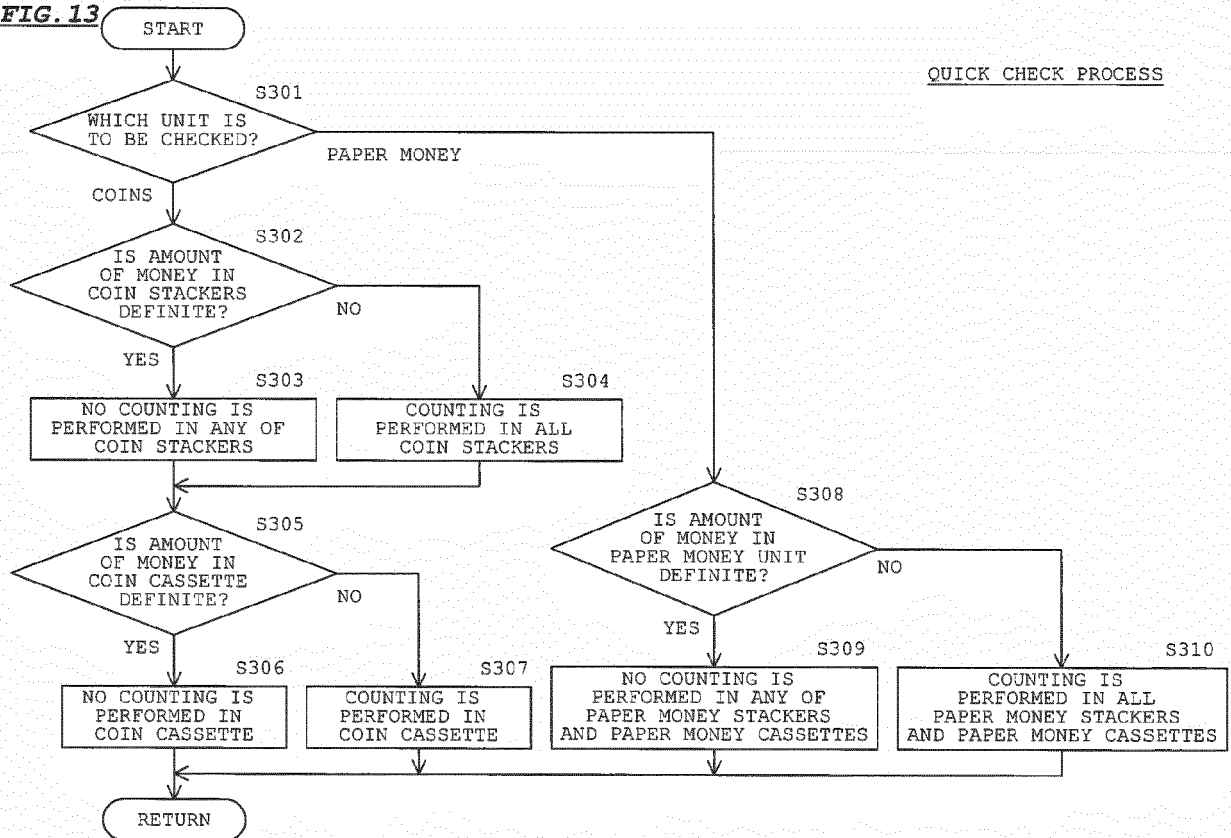 FIG. 13
START
QUICK CHECK PROCESS
S301
WHICH UNIT IS
TO BE CHECKED?
PAPER MONEY
COINS
S302
IS AMOUNT
OF MONEY IN
COIN STACKERS
DEFINITE?
NO
YES
S303
NO COUNTING IS
PERFORMED IN ANY OF
COIN STACKERS
S304
COUNTING IS
PERFORMED IN ALL
COIN STACKERS
S305
IS AMOUNT
OF MONEY IN
COIN CASSETTE
DEFINITE?
NO
YES
S306
NO COUNTING IS
PERFORMED IN
COIN CASSETTE
S307
COUNTING IS
PERFORMED IN
COIN CASSETTE
S308
IS AMOUNT
OF MONEY IN
PAPER MONEY UNIT
DEFINITE?
NO
YES
S309
NO COUNTING IS
PERFORMED IN ANY OF
PAPER MONEY STACKERS
AND PAPER MONEY CASSETTES
S310
COUNTING IS
PERFORMED IN ALL
PAPER MONEY STACKERS
AND PAPER MONEY CASSETTES
RETURN